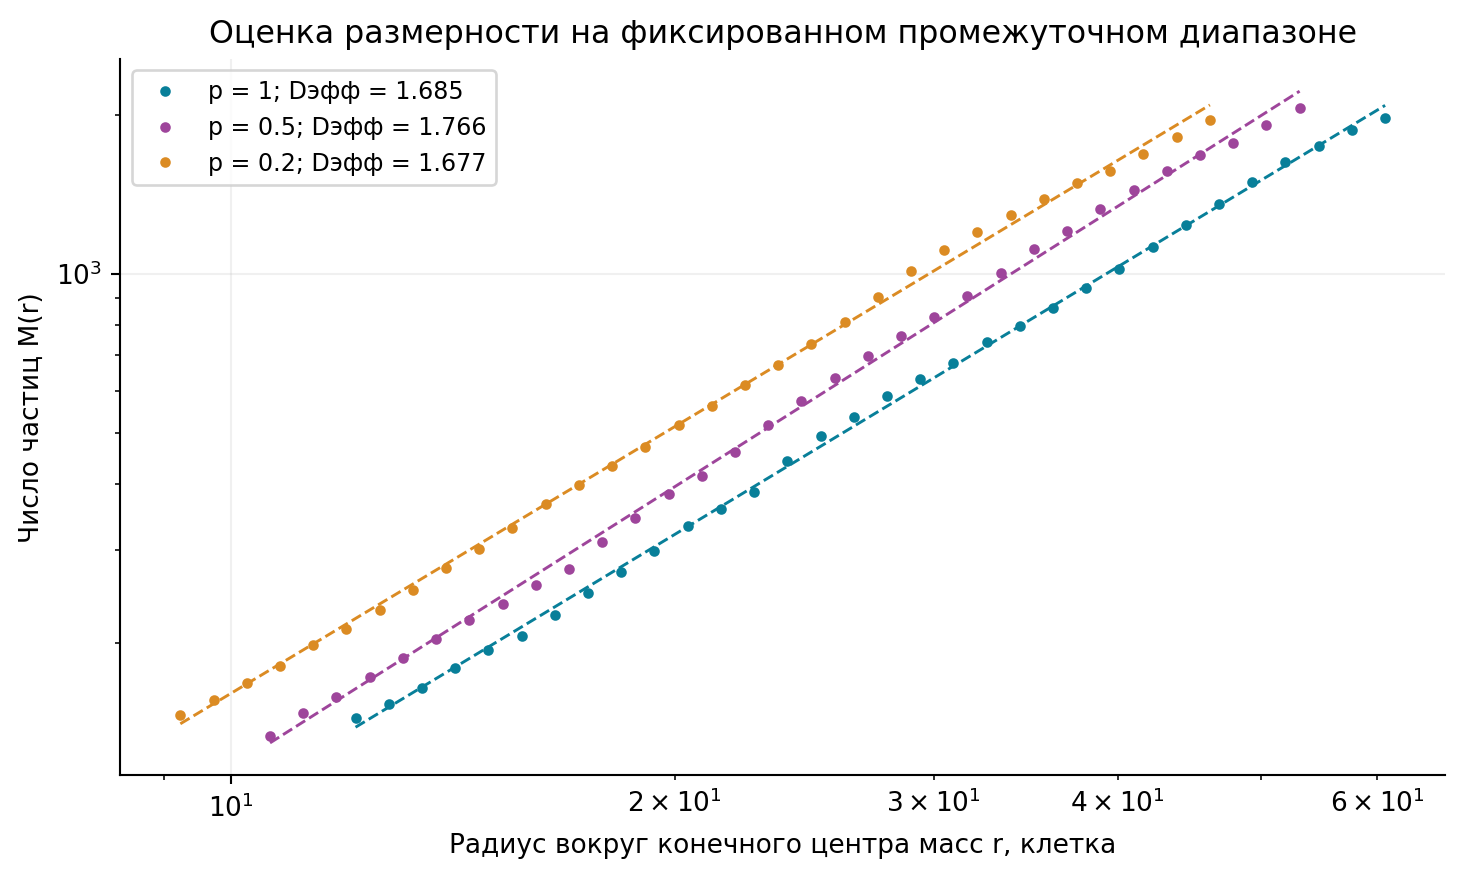 Оценка размерности на фиксированном промежуточном диапазоне
p = 1; Dэфф = 1.685
p = 0.5; Dэфф = 1.766
p = 0.2; Dэфф = 1.677
Число частиц M(r)
10³
10¹
2 × 10¹
3 × 10¹
4 × 10¹
6 × 10¹
Радиус вокруг конечного центра масс r, клетка